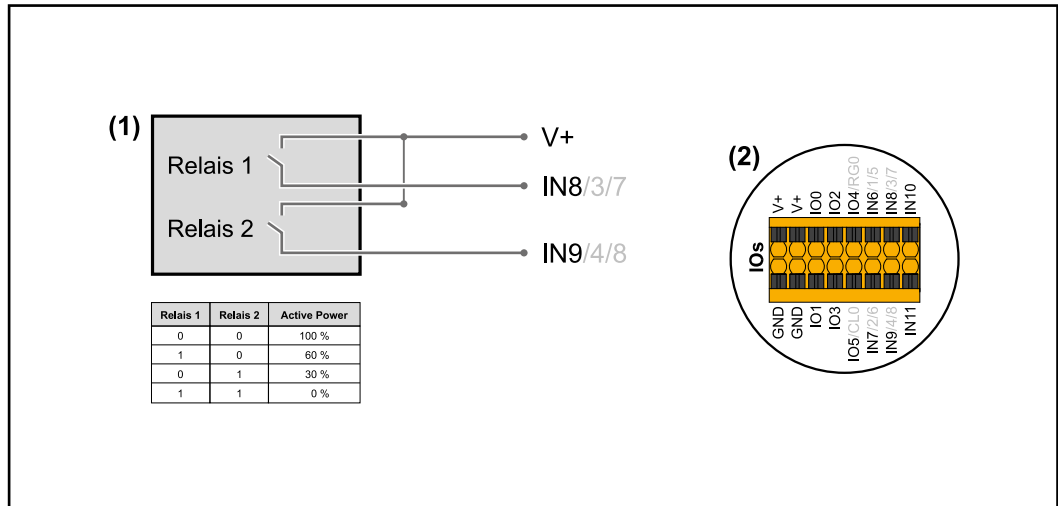 (1)
Relais 1
Relais 2
V+
IN8/3/7
IN9/4/8
Relais 1 Relais 2 Active Power
0 0 100 %
1 0 60 %
0 1 30 %
1 1 0 %
(2)
V+ V+ IO0 IO2 IO4/RG0 IN6/1/5 IN8/3/7 IN10
IOs
GND GND IO1 IO3 IO5/CL0 IN7/2/6 IN9/4/8 IN11